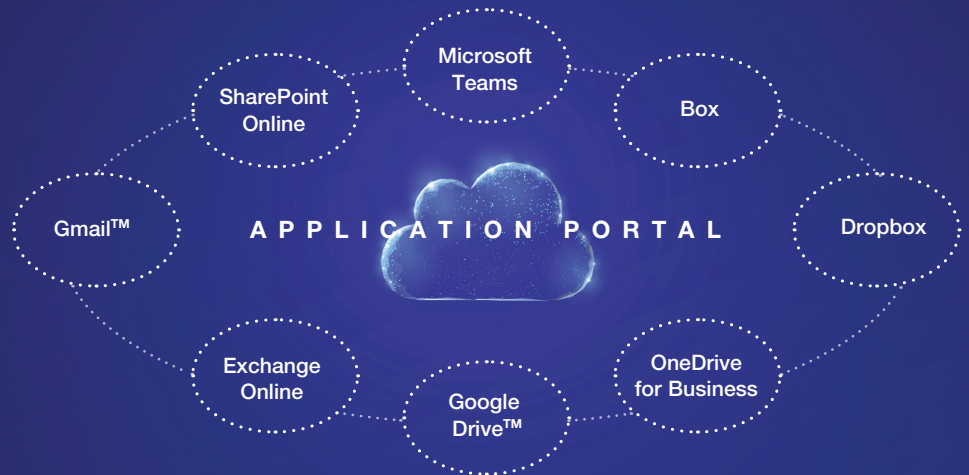 Microsoft
Teams
SharePoint
Online
Box
Gmail™
APPLICATION PORTAL
Dropbox
Exchange
Online
OneDrive
for Business
Google
Drive™